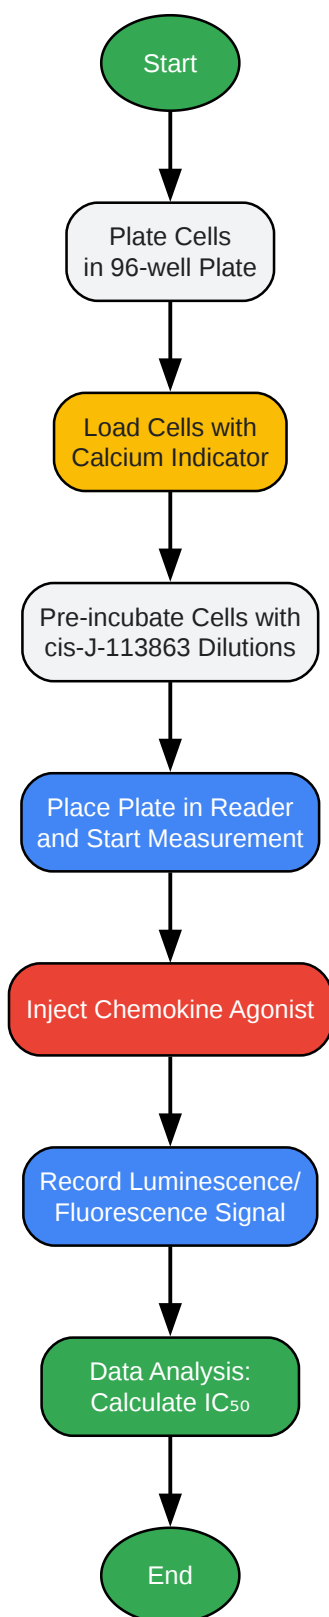 Start
Plate Cells
in 96-well Plate
Load Cells with
Calcium Indicator
Pre-incubate Cells with
cis-J-113863 Dilutions
Place Plate in Reader
and Start Measurement
Inject Chemokine Agonist
Record Luminescence/
Fluorescence Signal
Data Analysis:
Calculate IC₅₀
End